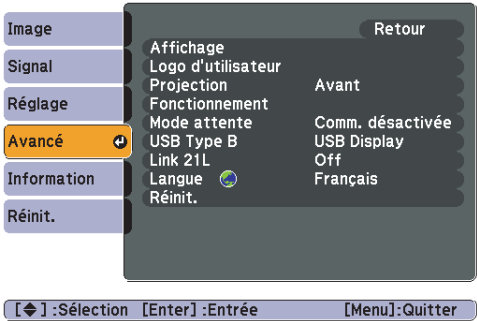 Image
Signal
Réglage
Avancé
Information
Réinit.
Retour
Affichage
Logo d'utilisateur
Projection Avant
Fonctionnement
Mode attente Comm. désactivée
USB Type B USB Display
Link 21L Off
Langue Français
Réinit.
[◆] :Sélection [Enter] :Entrée [Menu]:Quitter